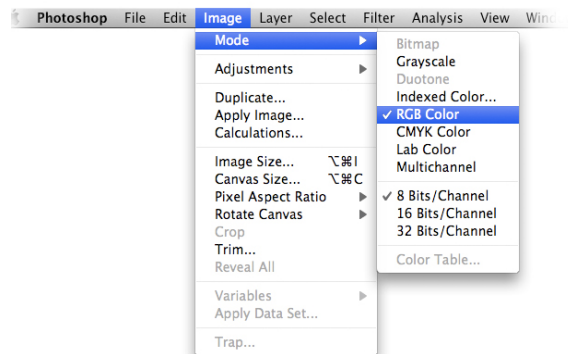 Photoshop File Edit Image Layer Select Filter Analysis View
Mode
Adjustments
Duplicate...
Apply Image...
Calculations...
Image Size... ⌥⌘I
Canvas Size... ⌥⌘C
Pixel Aspect Ratio
Rotate Canvas
Crop
Trim...
Reveal All
Variables
Apply Data Set...
Trap...
Bitmap
Grayscale
Duotone
Indexed Color...
✓ RGB Color
CMYK Color
Lab Color
Multichannel
✓ 8 Bits/Channel
16 Bits/Channel
32 Bits/Channel
Color Table...